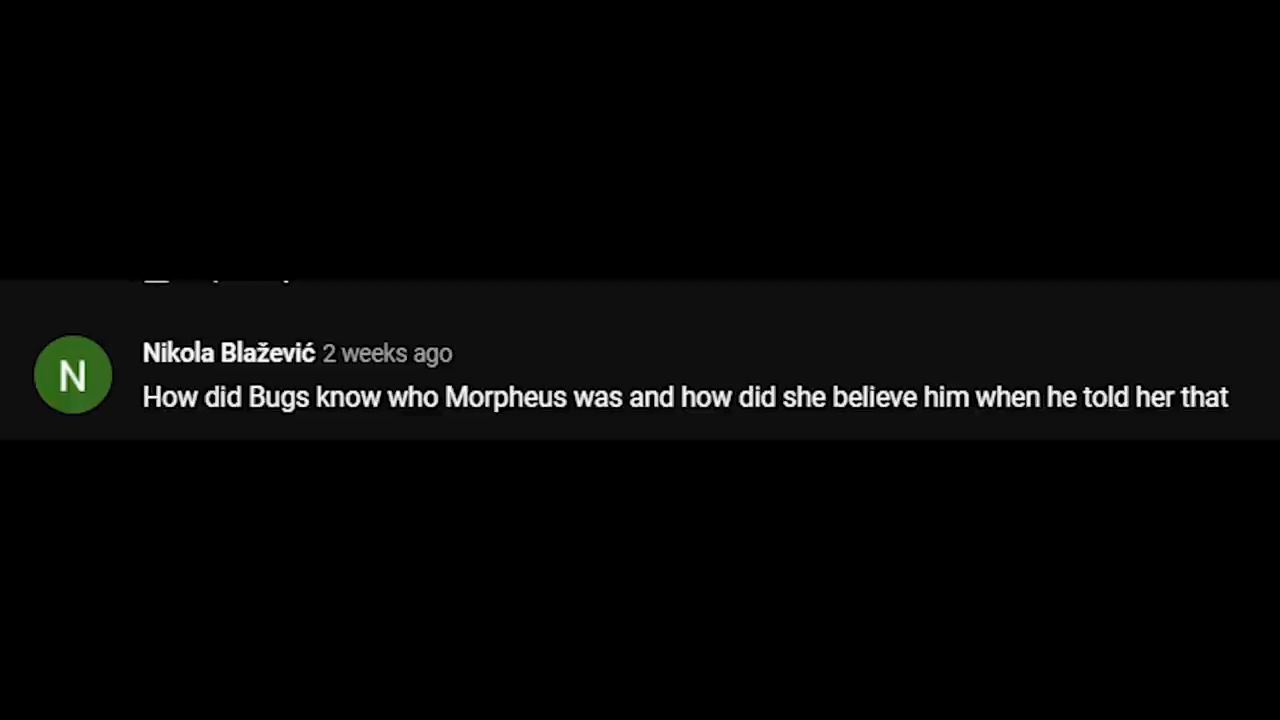 N
Nikola Blažević 2 weeks ago
How did Bugs know who Morpheus was and how did she believe him when he told her that